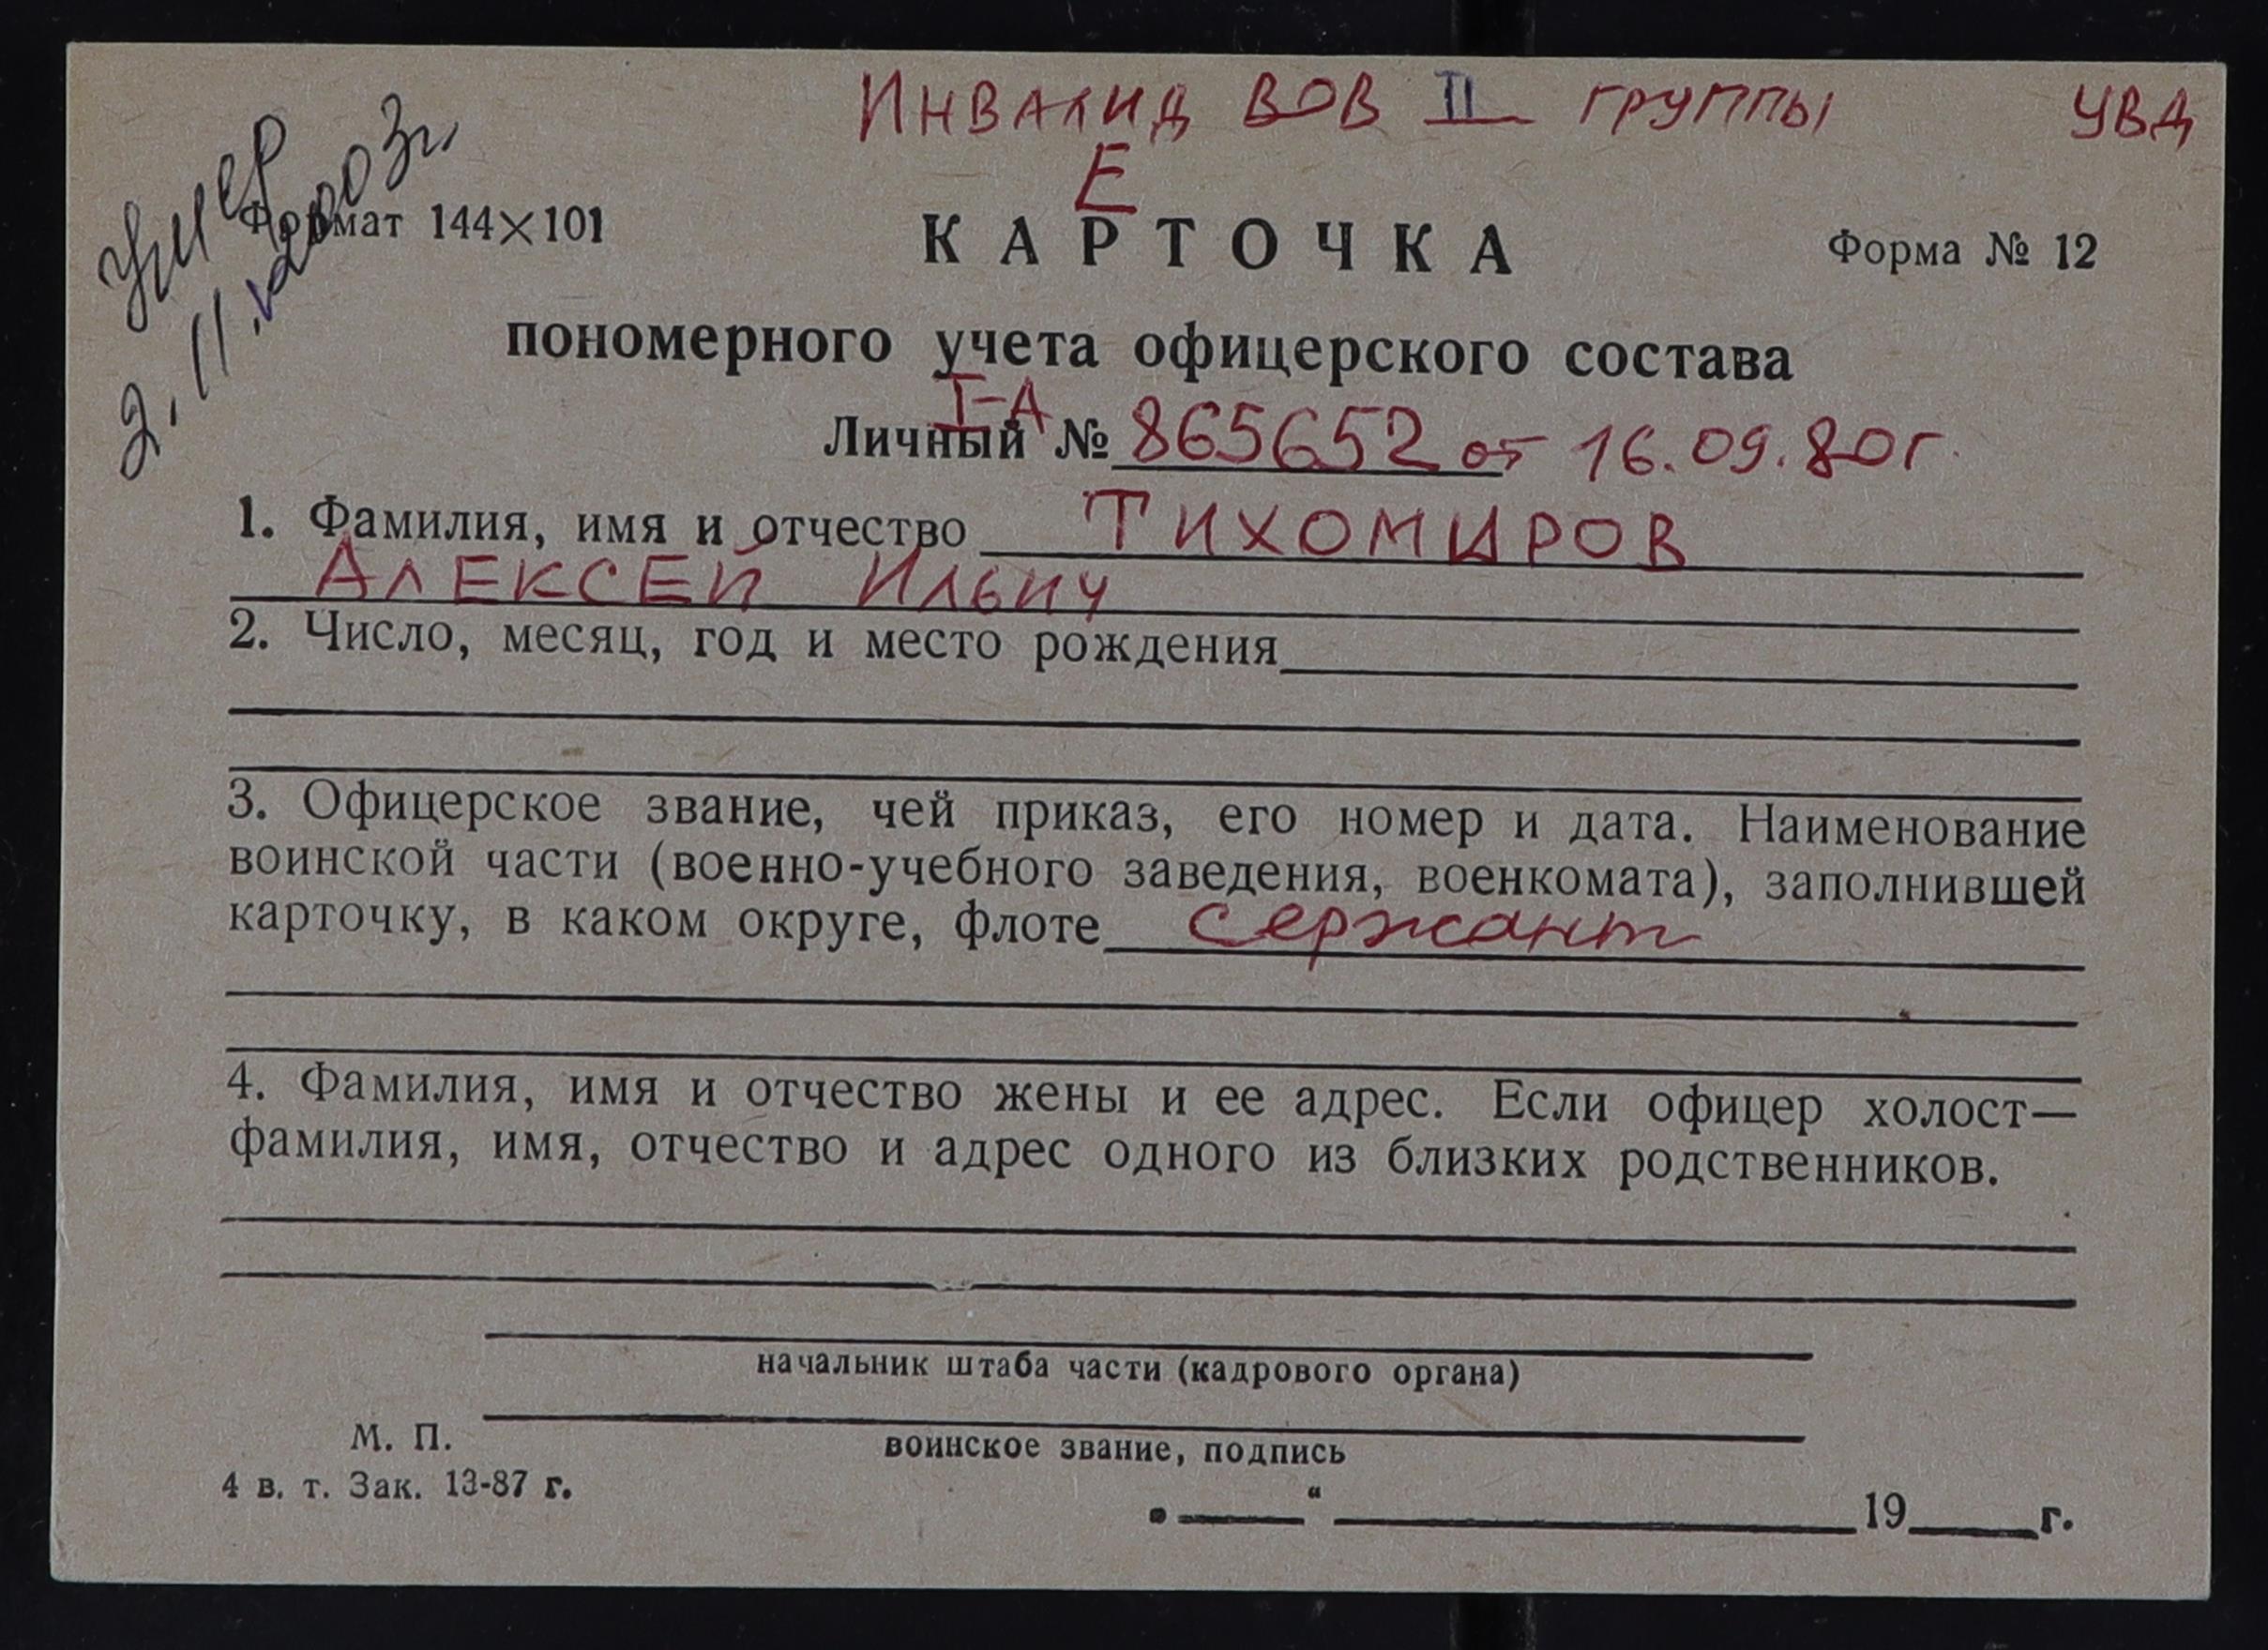 Инвалид ВОВ II группы УВД
Е
умер
2.11.2003г
Формат 144×101
КАРТОЧКА
Форма № 12
пономерного учета офицерского состава
I-А
Личный № 865652 от 16.09.80г.
1. Фамилия, имя и отчество Тихомиров
Алексей Ильич
2. Число, месяц, год и место рождения
3. Офицерское звание, чей приказ, его номер и дата. Наименование
воинской части (военно-учебного заведения, военкомата), заполнившей
карточку, в каком округе, флоте сержант
4. Фамилия, имя и отчество жены и ее адрес. Если офицер холост—
фамилия, имя, отчество и адрес одного из близких родственников.
начальник штаба части (кадрового органа)
М. П.
воинское звание, подпись
4 в. т. Зак. 13-87 г.
„ “ 19 г.